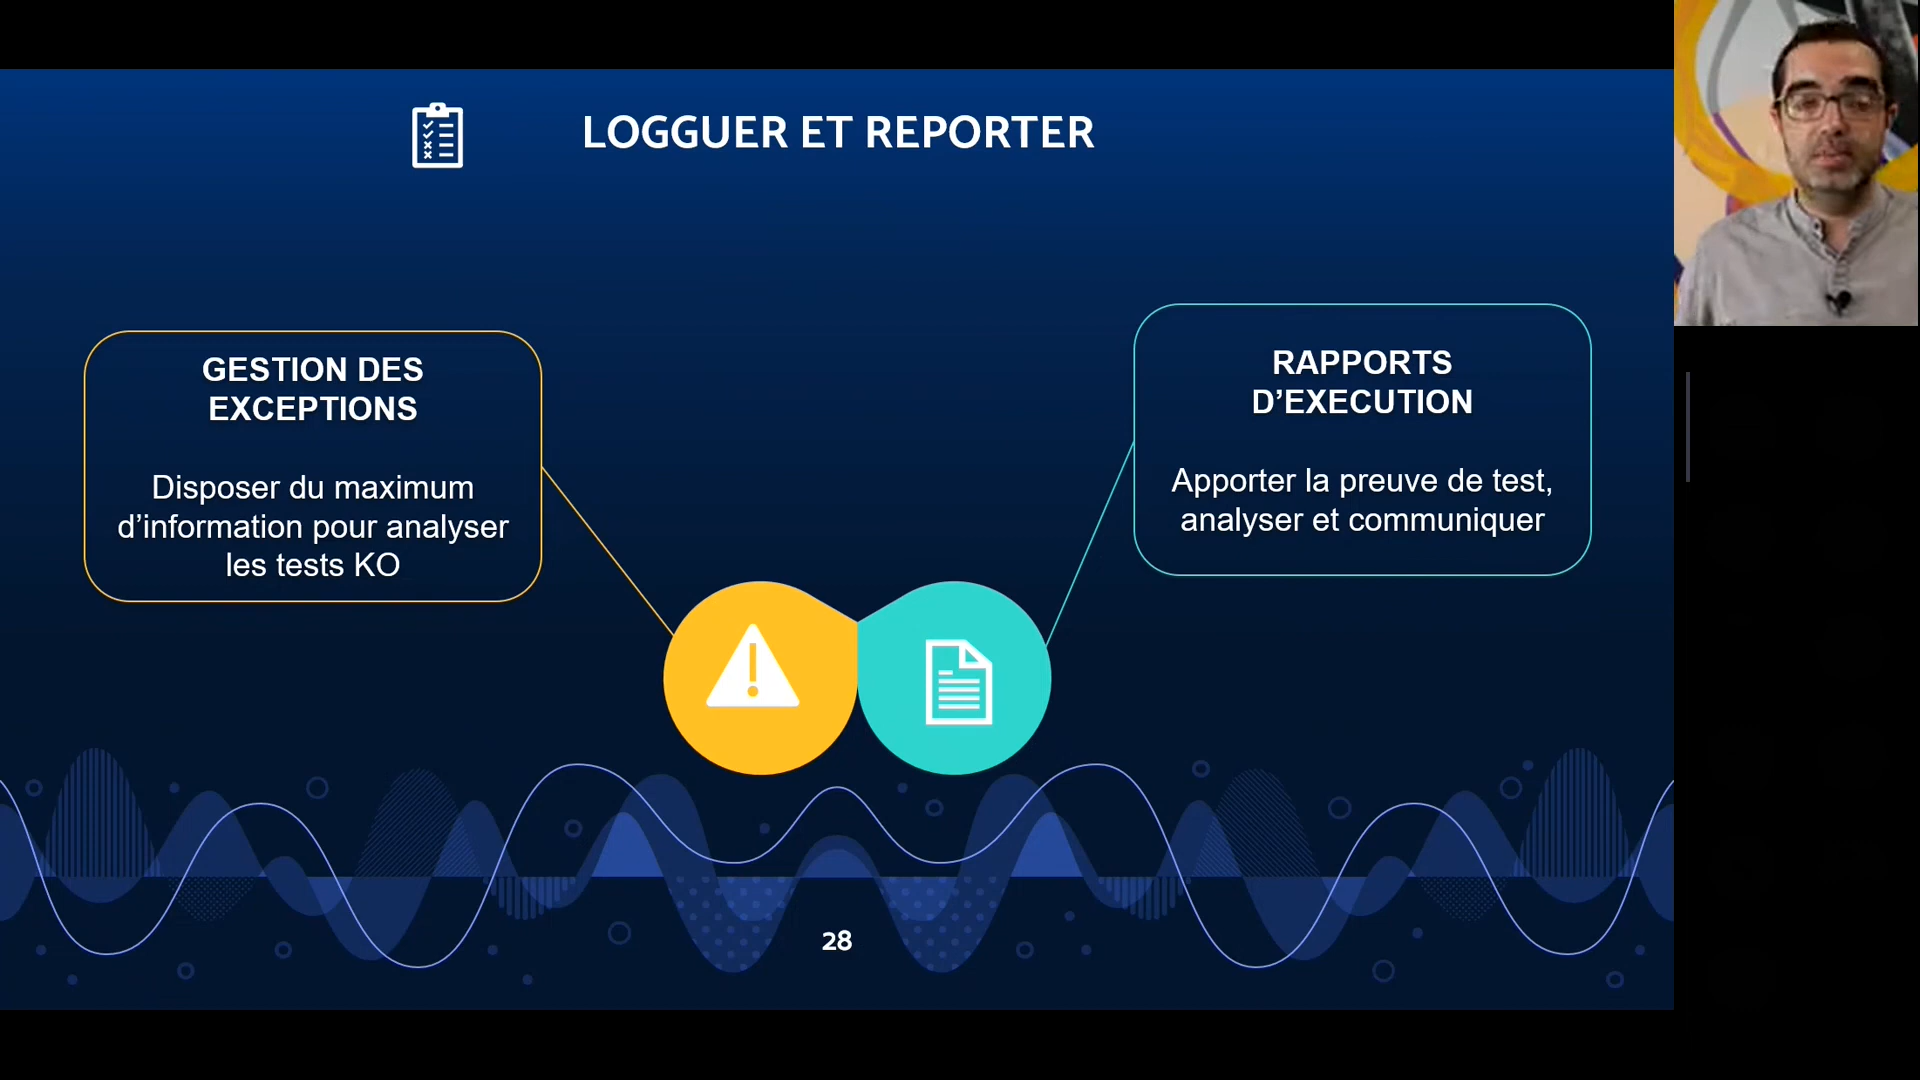 LOGGUER ET REPORTER
GESTION DES
EXCEPTIONS
Disposer du maximum
d’information pour analyser
les tests KO
RAPPORTS
D’EXECUTION
Apporter la preuve de test,
analyser et communiquer
28